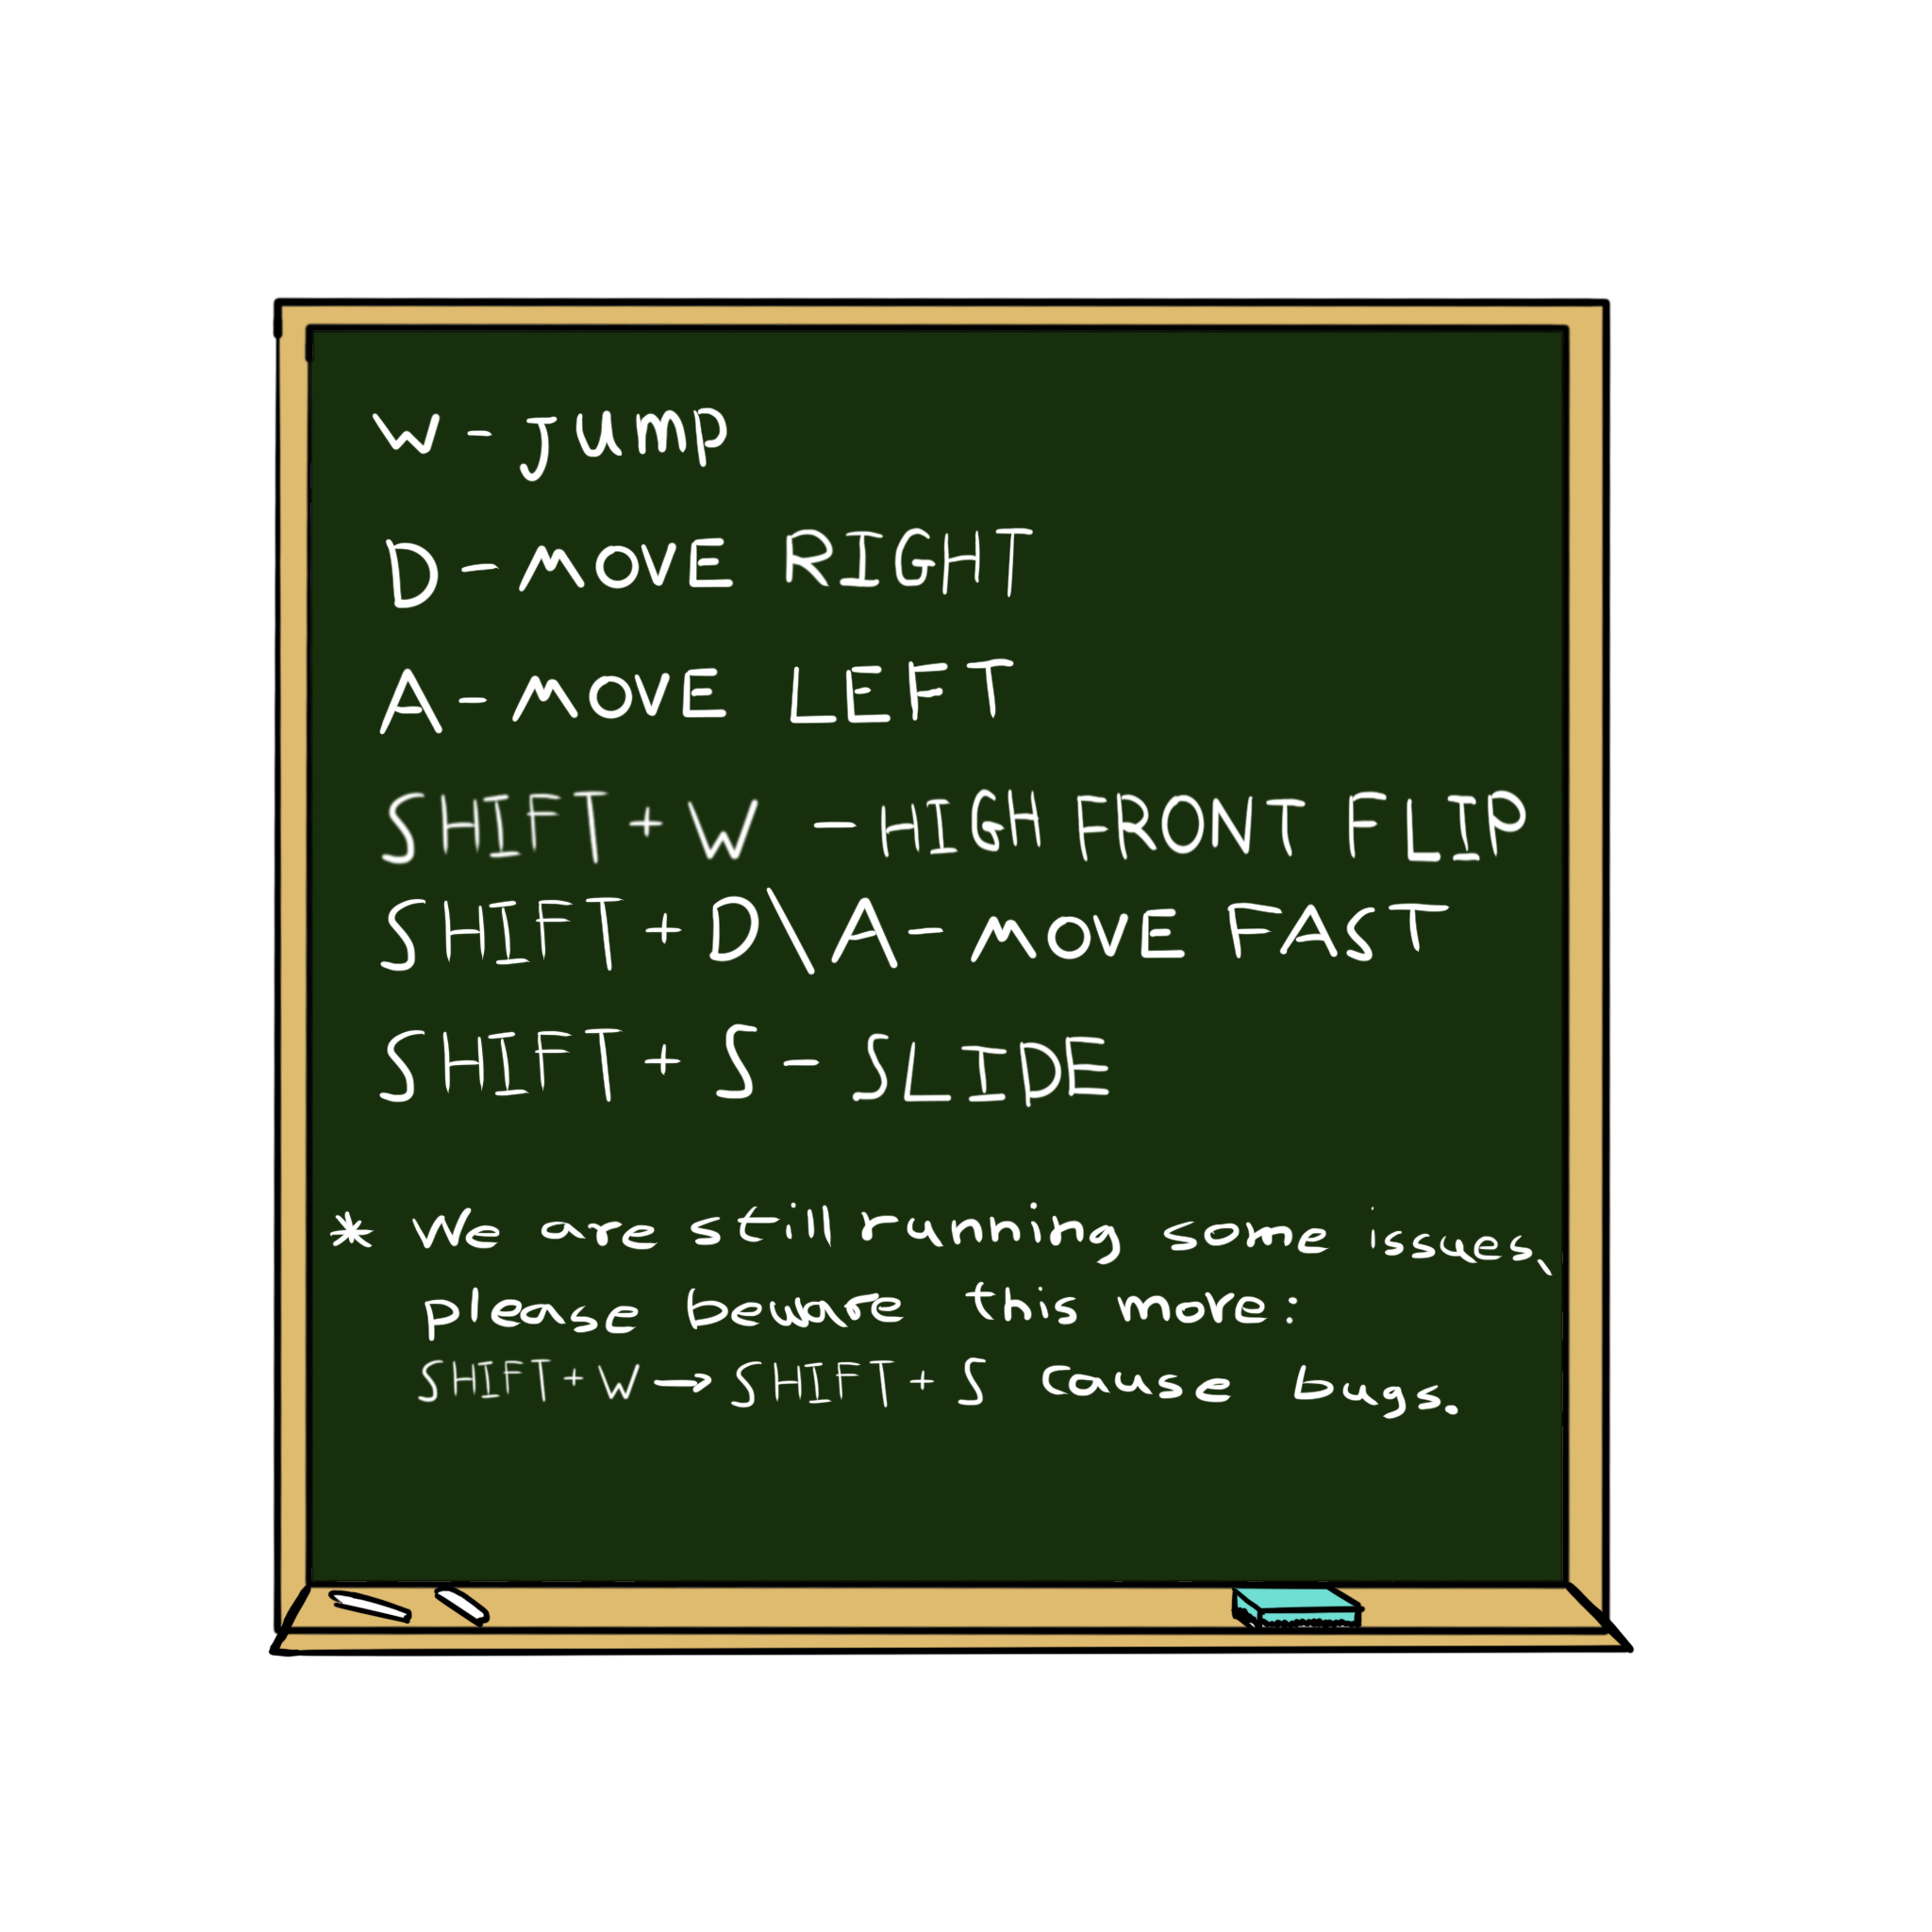 W - jump
D - MOVE RIGHT
A - MOVE LEFT
SHIFT + W - HIGH FRONT FLIP
SHIFT + D\A - MOVE FAST
SHIFT + S - SLIDE
* We are still running some issues,
please beware this more:
SHIFT + W → SHIFT + S cause bugs.